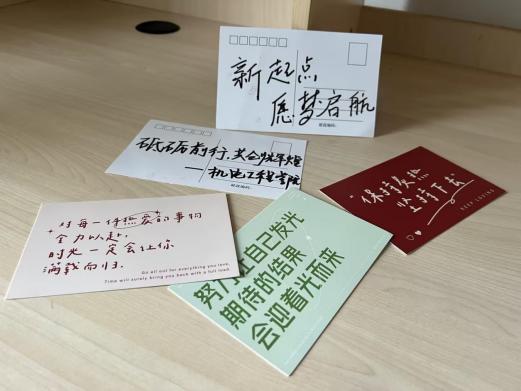 新起点
愿梦启航
砥砺前行,共创辉煌
—机电工程学院
保持炙热
坚持下去
KEEP LOVING
对每一件热爱的事物
全力以赴,
时光一定会让你
满载而归.
Go all out for everything you love,
Time will surely bring you back with a full load.
努力 自己发光
期待的结果
会迎着光而来